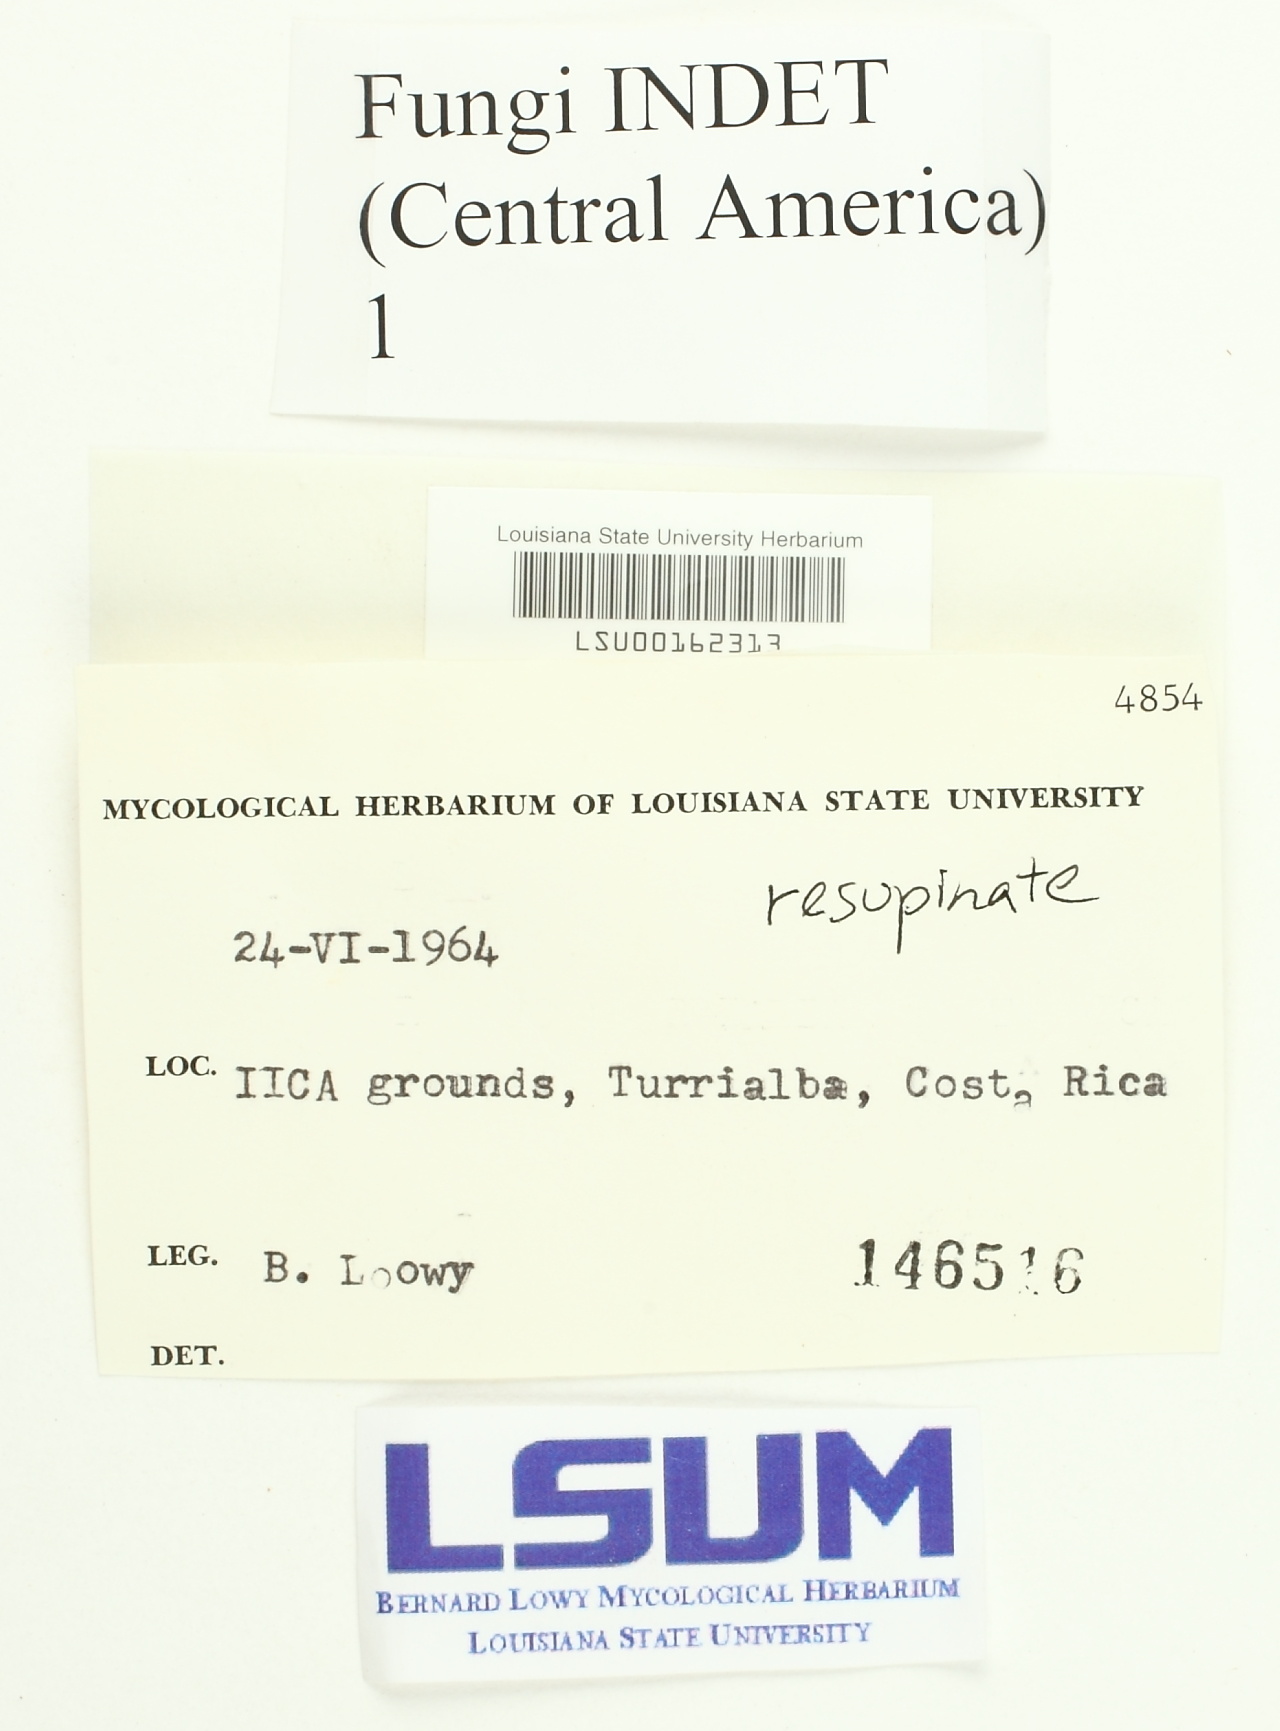 Fungi INDET
(Central America)
1
Louisiana State University Herbarium
LSU00162313
4854
MYCOLOGICAL HERBARIUM OF LOUISIANA STATE UNIVERSITY
resupinate
24-VI-1964
LOC. IICA grounds, Turrialba, Costa Rica
LEG. B. Lowy 146516
DET.
LSUM
BERNARD LOWY MYCOLOGICAL HERBARIUM
LOUISIANA STATE UNIVERSITY